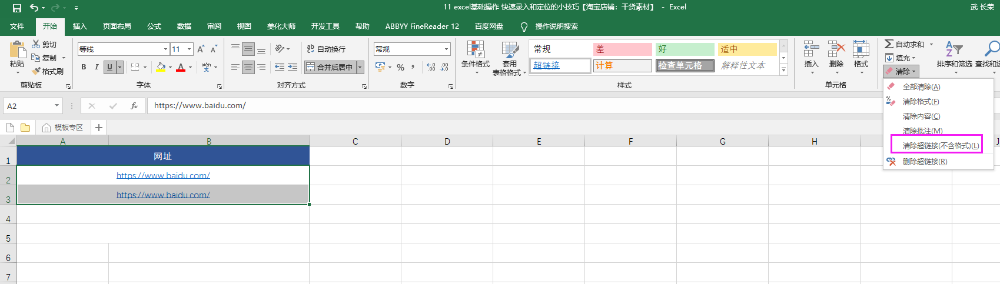 11 excel基础操作 快速录入和定位的小技巧【淘宝店铺：干货素材】 - Excel 武 长荣
文件 开始 插入 页面布局 公式 数据 审阅 视图 美化大师 开发工具 帮助 ABBYY FineReader 12 百度网盘 操作说明搜索
粘贴 剪切 复制 格式刷 剪贴板
等线 11 A A B I U A wén 文 字体
ab 自动换行 合并后居中 对齐方式
常规 % , 数字
条件格式 套用 表格格式
常规 差 好 适中
超链接 计算 检查单元格 解释性文本
样式
插入 删除 格式 单元格
自动求和 填充 清除
排序和筛选 查找和选
全部清除(A)
清除格式(F)
清除内容(C)
清除批注(M)
清除超链接(不含格式)(L)
删除超链接(R)
A2 fx https://www.baidu.com/
模板专区
A B C D E F G H J
1 网址
2 https://www.baidu.com/
3 https://www.baidu.com/
4
5
6
7